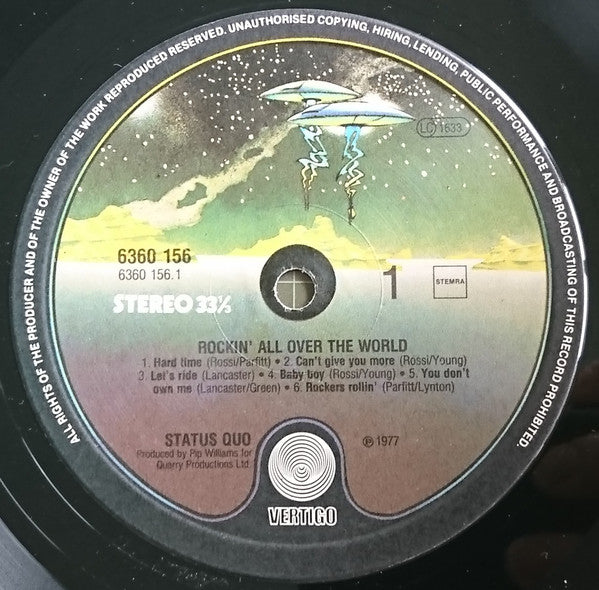 ALL RIGHTS OF THE PRODUCER AND OF THE OWNER OF THE WORK REPRODUCED RESERVED. UNAUTHORISED COPYING, HIRING, LENDING, PUBLIC PERFORMANCE AND BROADCASTING OF THIS RECORD PROHIBITED.
LC 1633
6360 156
6360 156.1
STEREO 33⅓
1
STEMRA
ROCKIN' ALL OVER THE WORLD
1. Hard time (Rossi/Parfitt) • 2. Can't give you more (Rossi/Young)
3. Let's ride (Lancaster) • 4. Baby boy (Rossi/Young) • 5. You don't
own me (Lancaster/Green) • 6. Rockers rollin' (Parfitt/Lynton)
STATUS QUO
Produced by Pip Williams for
Querry Productions Ltd.
℗ 1977
VERTIGO